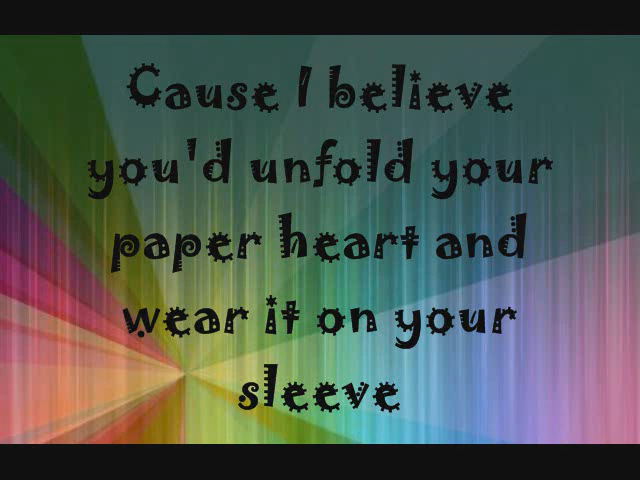 Cause I believe
you'd unfold your
paper heart and
wear it on your
sleeve